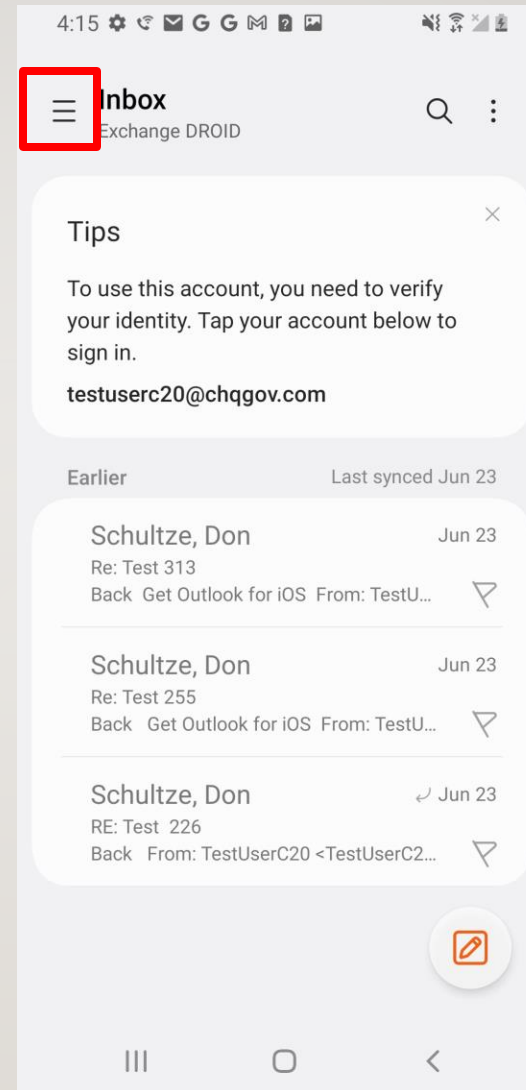 4:15
Inbox
Exchange DROID
Tips
To use this account, you need to verify
your identity. Tap your account below to
sign in.
testuserc20@chqgov.com
Earlier Last synced Jun 23
Schultze, Don Jun 23
Re: Test 313
Back Get Outlook for iOS From: TestU...
Schultze, Don Jun 23
Re: Test 255
Back Get Outlook for iOS From: TestU...
Schultze, Don Jun 23
RE: Test 226
Back From: TestUserC20 <TestUserC2...